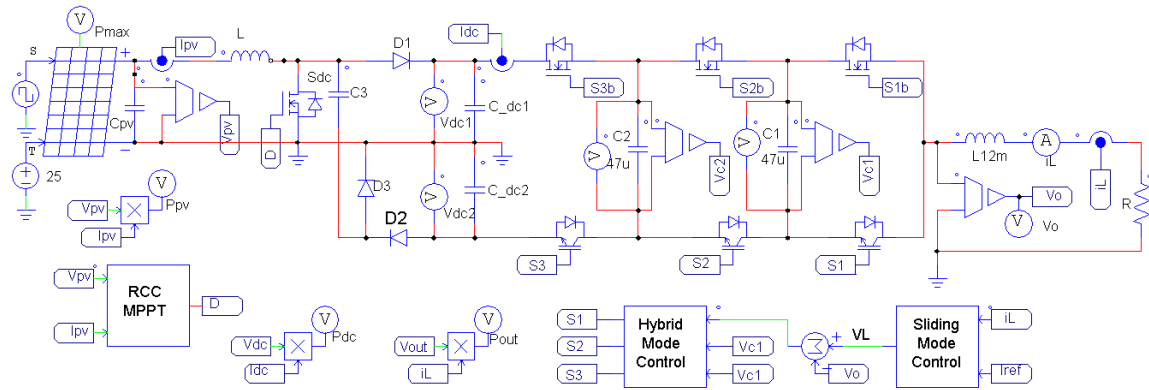 V
Pmax
S
+
Ipv
L
D1
Idc
S3b
S2b
S1b
Sdc
C3
V
Vdc1
C_dc1
Cpv
Vpv
D
T
−
25
C2
V
47u
Vc2
C1
V
47u
Vc1
L12m
A
iL
iL
R
Vo
V
Vo
D3
D2
V
Vdc2
C_dc2
S3
S2
S1
V
Ppv
Vpv
Ipv
Vpv
Ipv
RCC
MPPT
D
Vdc
Idc
V
Pdc
Vout
iL
V
Pout
S1
S2
S3
Hybrid
Mode
Control
Vc1
Vc1
Σ
+
−
Vo
VL
Sliding
Mode
Control
iL
Iref